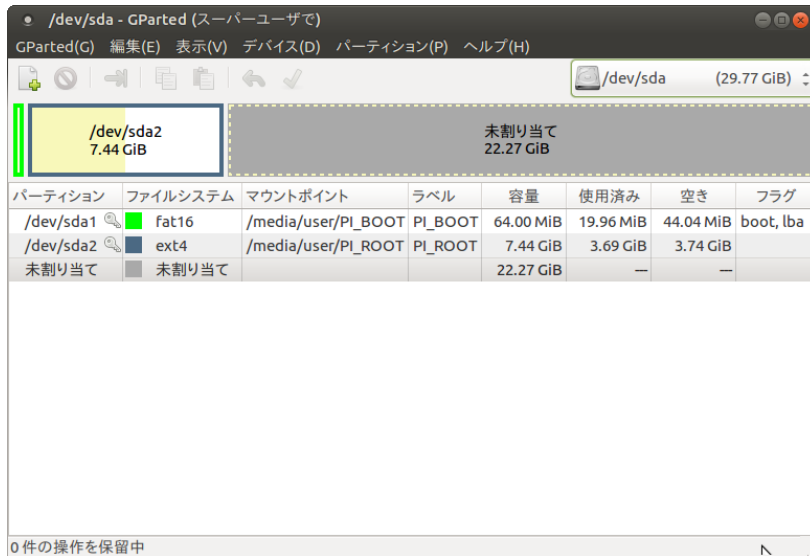 /dev/sda - GParted (スーパーユーザで)
GParted(G) 編集(E) 表示(V) デバイス(D) パーティション(P) ヘルプ(H)
/dev/sda (29.77 GiB)
/dev/sda2
7.44 GiB
未割り当て
22.27 GiB
パーティション ファイルシステム マウントポイント ラベル 容量 使用済み 空き フラグ
/dev/sda1 fat16 /media/user/PI_BOOT PI_BOOT 64.00 MiB 19.96 MiB 44.04 MiB boot, lba
/dev/sda2 ext4 /media/user/PI_ROOT PI_ROOT 7.44 GiB 3.69 GiB 3.74 GiB
未割り当て 未割り当て 22.27 GiB --- ---
0 件の操作を保留中